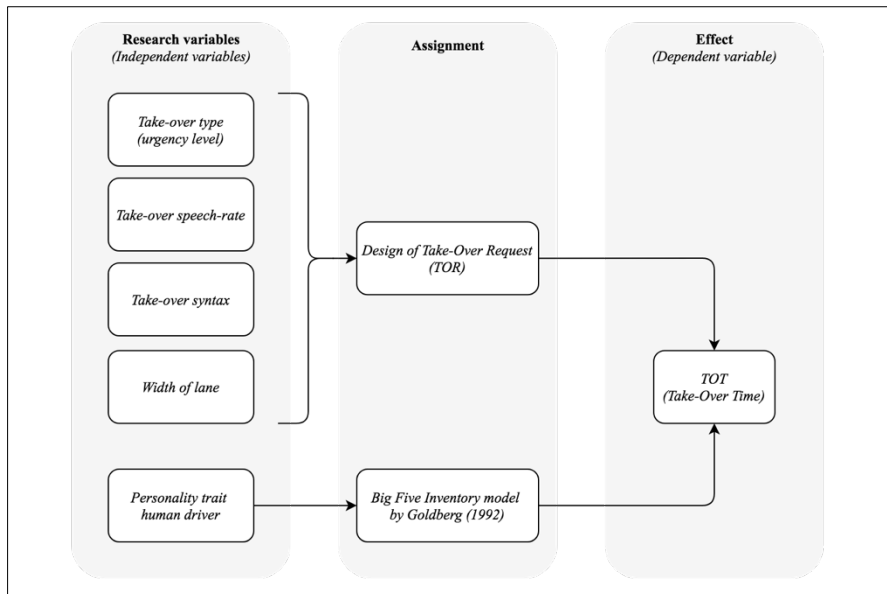 Research variables
(Independent variables)
Assignment
Effect
(Dependent variable)
Take-over type
(urgency level)
Take-over speech-rate
Take-over syntax
Width of lane
Personality trait
human driver
Design of Take-Over Request
(TOR)
Big Five Inventory model
by Goldberg (1992)
TOT
(Take-Over Time)